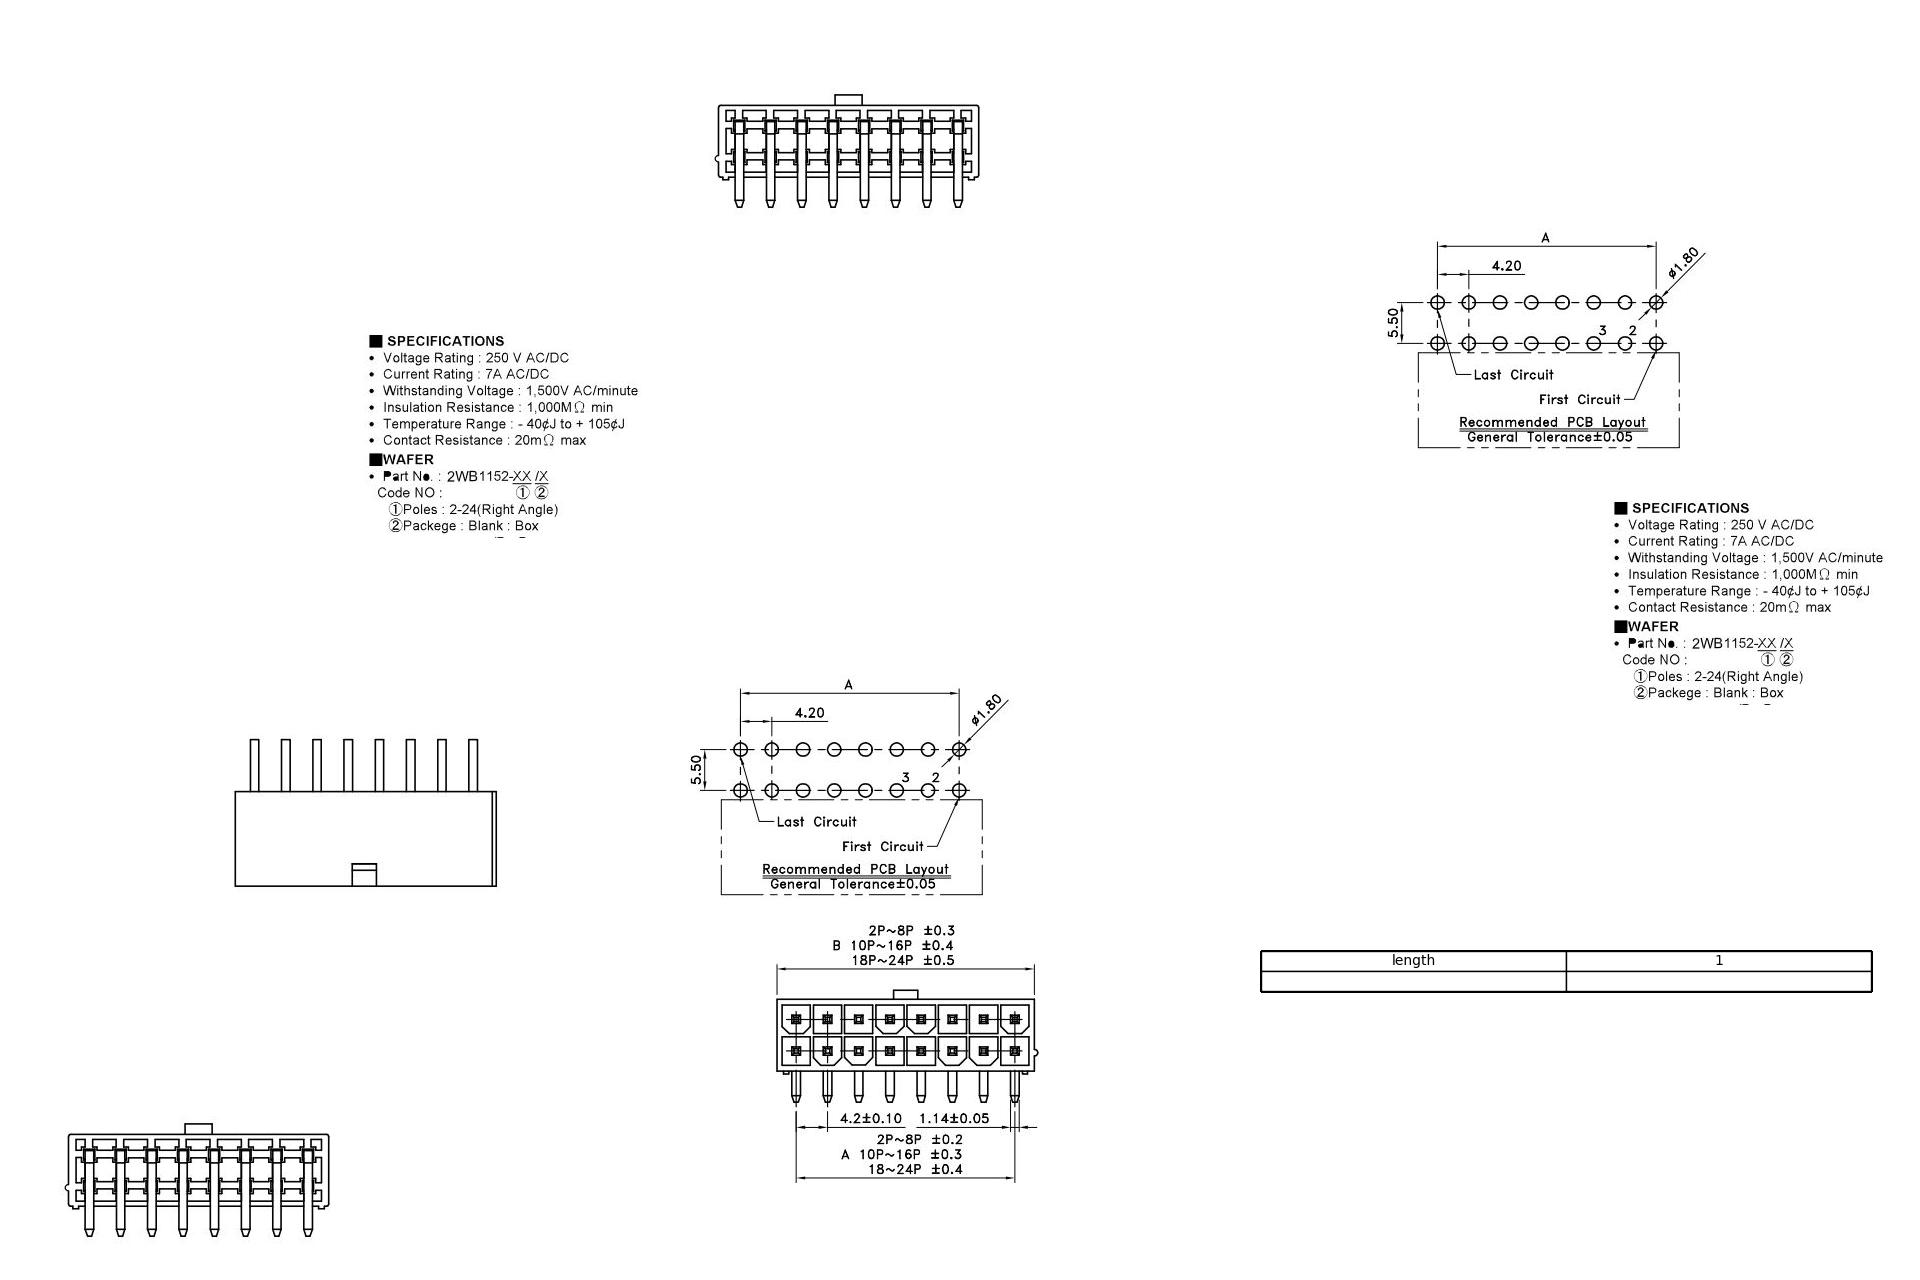 A
4.20
ø1.80
5.50
3 2
Last Circuit
First Circuit
Recommended PCB Layout
General Tolerance±0.05
■ SPECIFICATIONS
• Voltage Rating : 250 V AC/DC
• Current Rating : 7A AC/DC
• Withstanding Voltage : 1,500V AC/minute
• Insulation Resistance : 1,000MΩ min
• Temperature Range : - 40¢J to + 105¢J
• Contact Resistance : 20mΩ max
■WAFER
• Part No. : 2WB1152-XX /X
Code NO : ① ②
①Poles : 2-24(Right Angle)
②Packege : Blank : Box
■ SPECIFICATIONS
• Voltage Rating : 250 V AC/DC
• Current Rating : 7A AC/DC
• Withstanding Voltage : 1,500V AC/minute
• Insulation Resistance : 1,000MΩ min
• Temperature Range : - 40¢J to + 105¢J
• Contact Resistance : 20mΩ max
■WAFER
• Part No. : 2WB1152-XX /X
Code NO : ① ②
①Poles : 2-24(Right Angle)
②Packege : Blank : Box
A
4.20
ø1.80
5.50
3 2
Last Circuit
First Circuit
Recommended PCB Layout
General Tolerance±0.05
2P~8P ±0.3
B 10P~16P ±0.4
18P~24P ±0.5
4.2±0.10 1.14±0.05
2P~8P ±0.2
A 10P~16P ±0.3
18~24P ±0.4
length 1